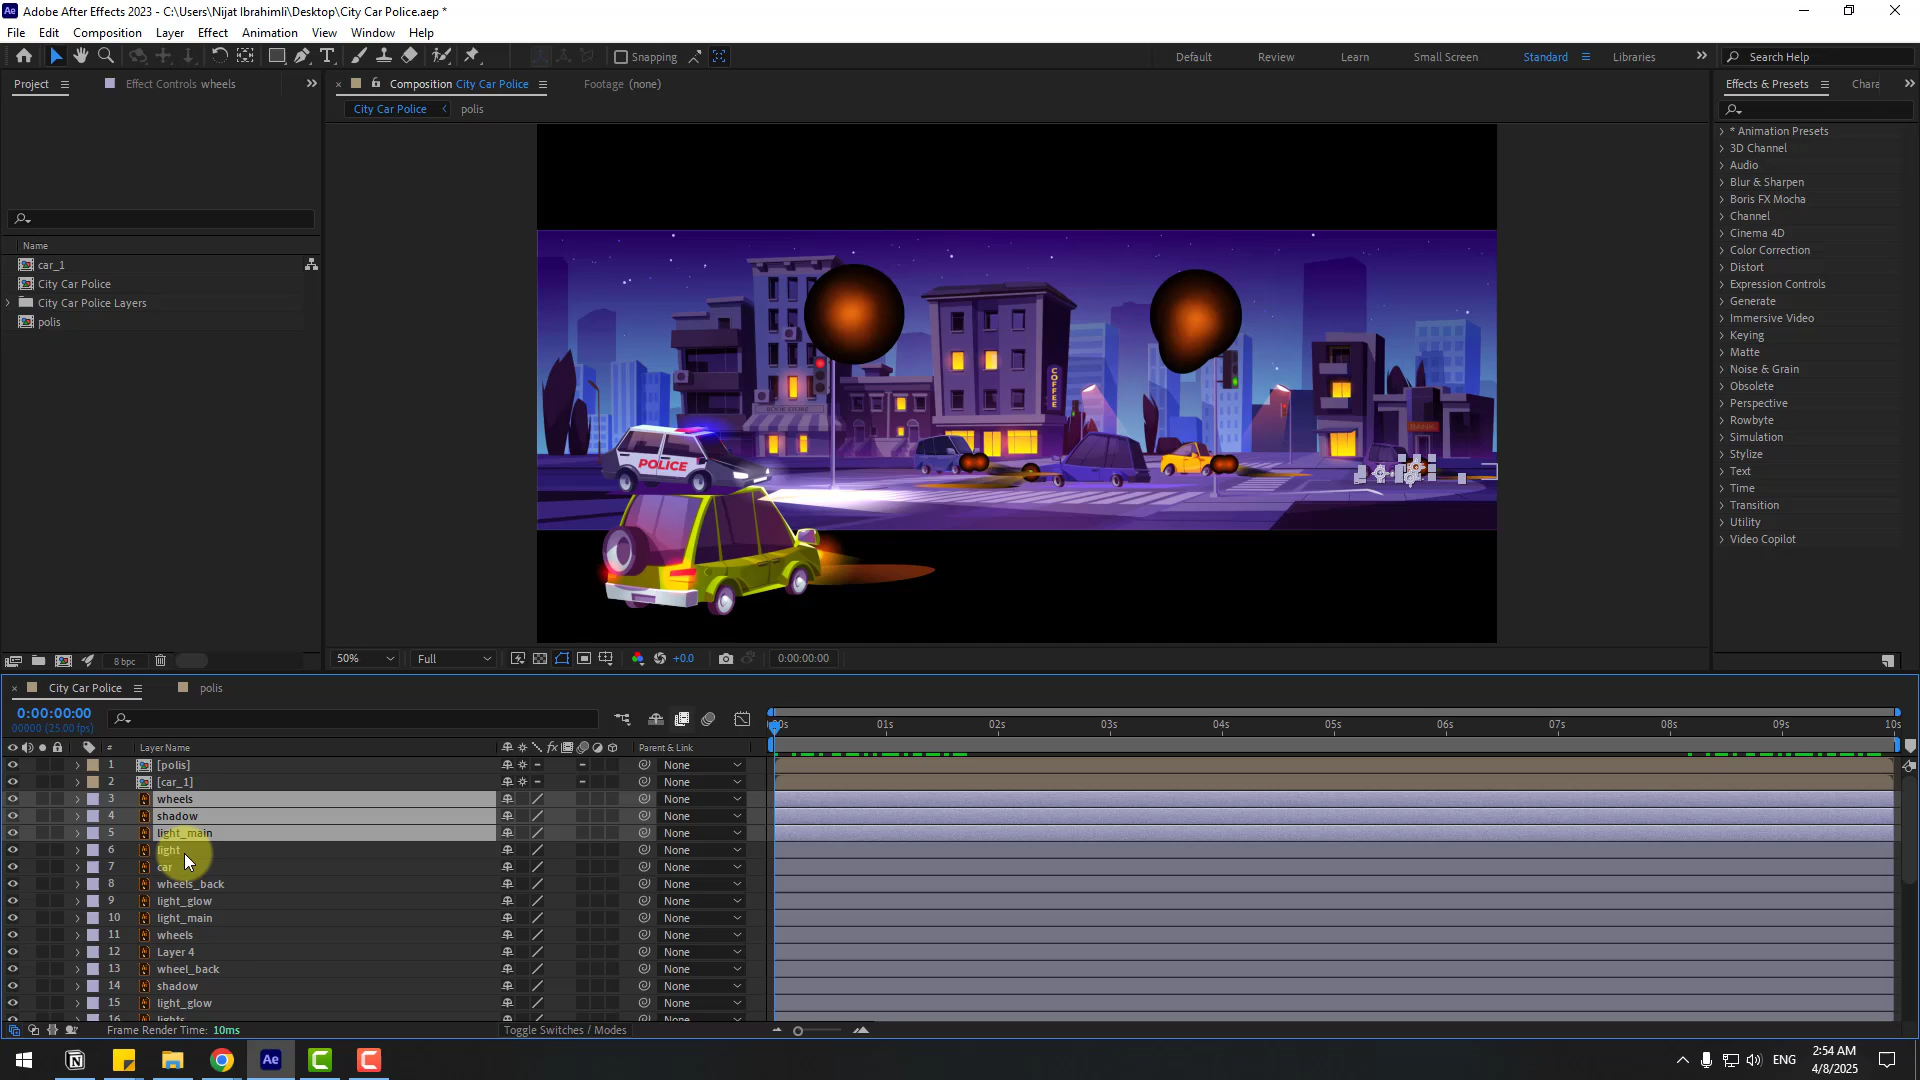 Adobe After Effects 2023 - C:\Users\Nijat Ibrahimli\Desktop\City Car Police.aep *
File Edit Composition Layer Effect Animation View Window Help
Snapping
Default Review Learn Small Screen Standard Libraries Search Help
Project Effect Controls wheels Composition City Car Police Footage (none) Effects & Presets Chara
City Car Police polis
* Animation Presets
3D Channel
Audio
Blur & Sharpen
Boris FX Mocha
Channel
Cinema 4D
Color Correction
Distort
Expression Controls
Generate
Immersive Video
Keying
Matte
Noise & Grain
Obsolete
Perspective
Rowbyte
Simulation
Stylize
Text
Time
Transition
Utility
Video Copilot
Name
car_1
City Car Police
City Car Police Layers
polis
BOOK STORE
COFFEE
BANK
POLICE
8 bpc
50% Full +0.0 0:00:00:00
City Car Police polis
0:00:00:00
00000 (25.00 fps)
:00s 01s 02s 03s 04s 05s 06s 07s 08s 09s 10s
# Layer Name Parent & Link
1 [polis] None
2 [car_1] None
3 wheels None
4 shadow None
5 light_main None
6 light None
7 car None
8 wheels_back None
9 light_glow None
10 light_main None
11 wheels None
12 Layer 4 None
13 wheel_back None
14 shadow None
15 light_glow None
16 lights
Frame Render Time: 10ms Toggle Switches / Modes
ENG
2:54 AM
4/8/2025